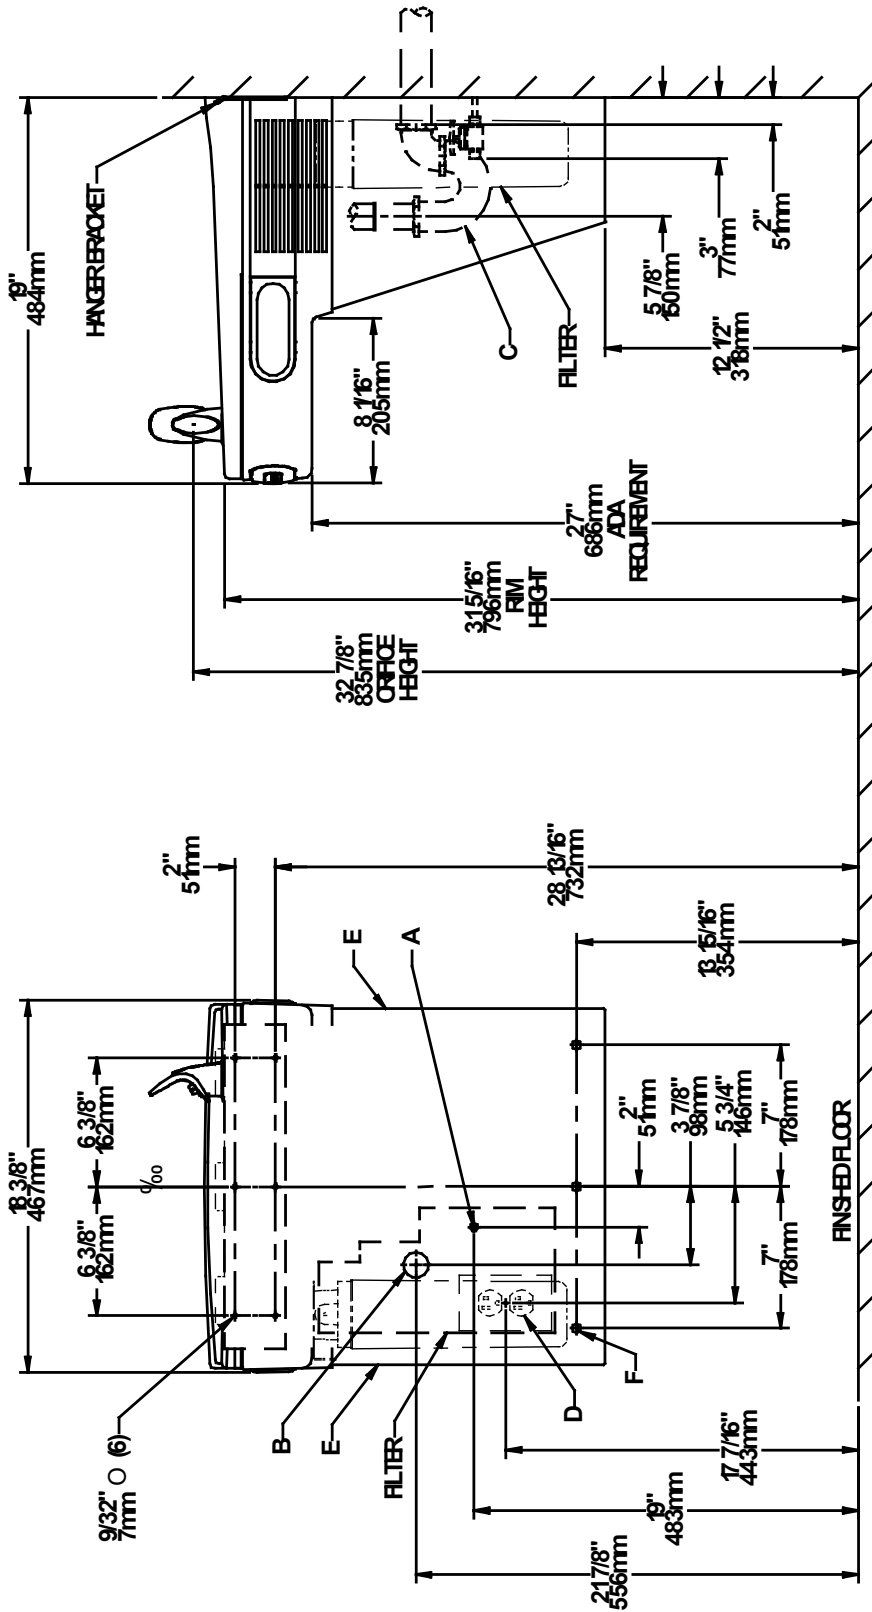 19"
484mm
HANGER BRACKET
8 1/16"
205mm
C
FILTER
5 7/8"
150mm
3"
77mm
2"
51mm
12 1/2"
318mm
27"
686mm
ADA
REQUIREMENT
31 5/16"
796mm
RIM
HEIGHT
32 7/8"
835mm
ORIFICE
HEIGHT
18 3/8"
467mm
6 3/8"
162mm
6 3/8"
162mm
2"
51mm
28 13/16"
732mm
13 15/16"
354mm
9/32" O (6)
7mm
B
E
FILTER
E
A
D
F
2"
51mm
3 7/8"
98mm
5 3/4"
146mm
7"
178mm
7"
178mm
17 7/16"
443mm
19"
483mm
21 7/8"
556mm
FINISHED FLOOR